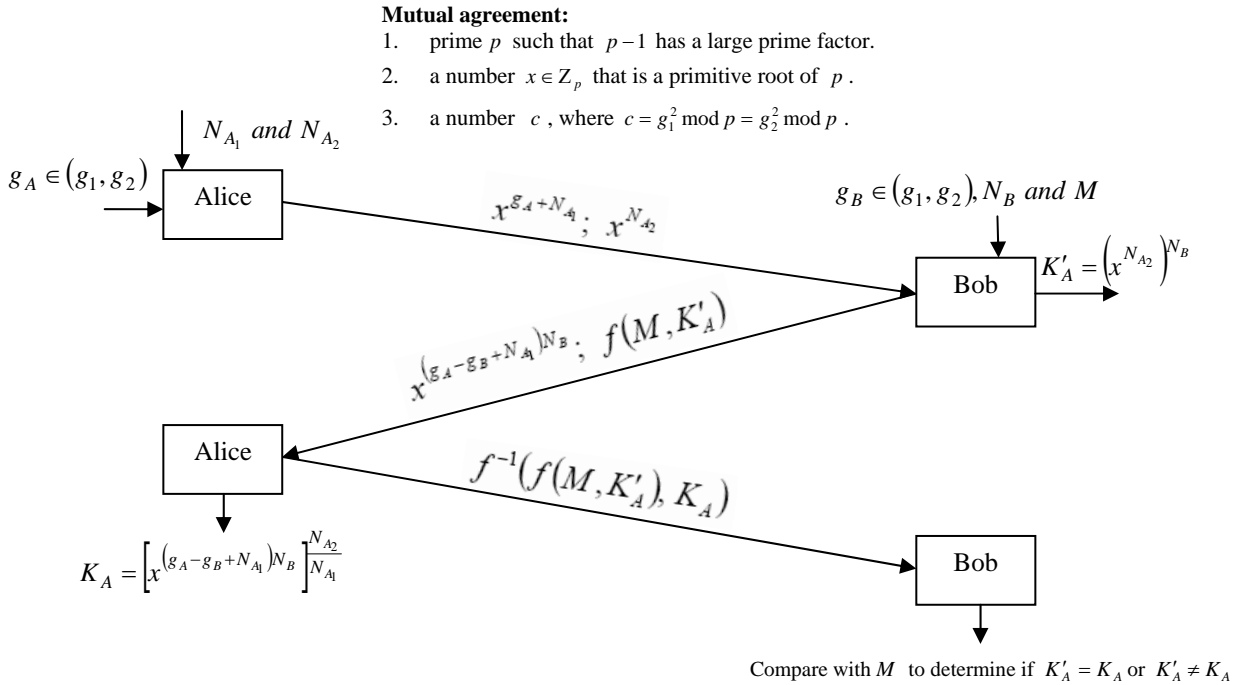 Mutual agreement:
1. prime p such that p − 1 has a large prime factor.
2. a number x ∈ Z_p that is a primitive root of p .
3. a number c , where c = g_1^2 mod p = g_2^2 mod p .
N_{A_1} and N_{A_2}
g_A ∈ (g_1, g_2)
Alice
x^{g_A + N_{A_1}}; x^{N_{A_2}}
g_B ∈ (g_1, g_2), N_B and M
Bob
K'_A = (x^{N_{A_2}})^{N_B}
x^{(g_A − g_B + N_{A_1})N_B}; f(M, K'_A)
Alice
f^{−1}(f(M, K'_A), K_A)
K_A = [x^{(g_A − g_B + N_{A_1})N_B}]^{\frac{N_{A_2}}{N_{A_1}}}
Bob
Compare with M to determine if K'_A = K_A or K'_A ≠ K_A